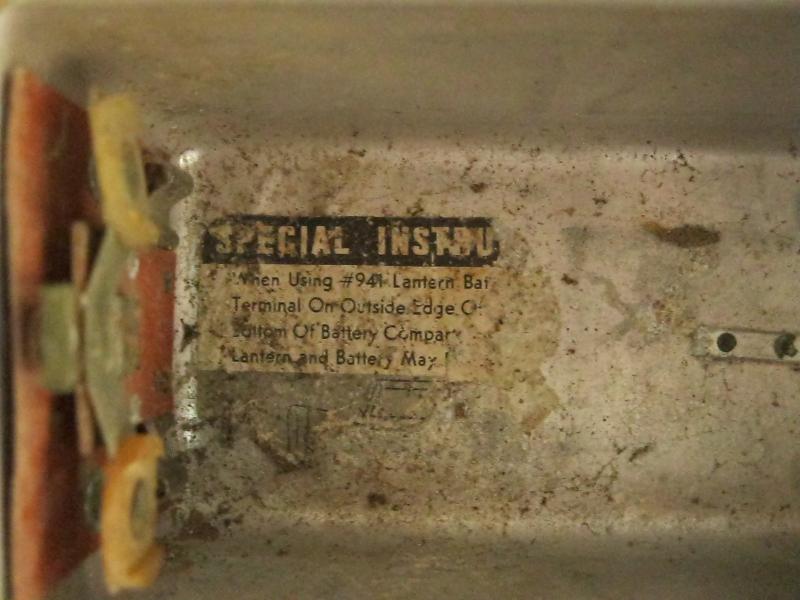 SPECIAL INSTRU
When Using #941 Lantern Bat
Terminal On Outside Edge Of
Bottom Of Battery Compar
Lantern and Battery May